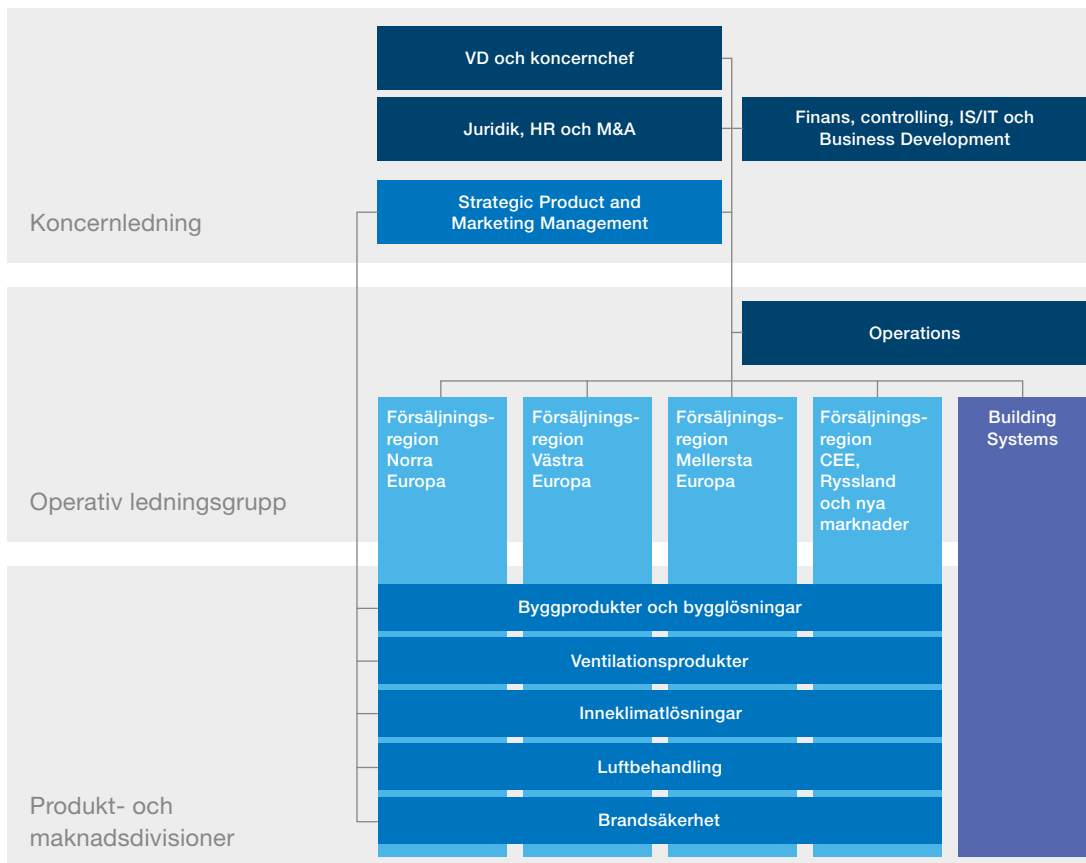 VD och koncernchef
Juridik, HR och M&A
Finans, controlling, IS/IT och
Business Development
Strategic Product and
Marketing Management
Koncernledning
Operations
Försäljnings-
region
Norra
Europa
Försäljnings-
region
Västra
Europa
Försäljnings-
region
Mellersta
Europa
Försäljnings-
region
CEE,
Ryssland
och nya
marknader
Building
Systems
Operativ ledningsgrupp
Byggprodukter och bygglösningar
Ventilationsprodukter
Inneklimatlösningar
Luftbehandling
Brandsäkerhet
Produkt- och
maknadsdivisioner